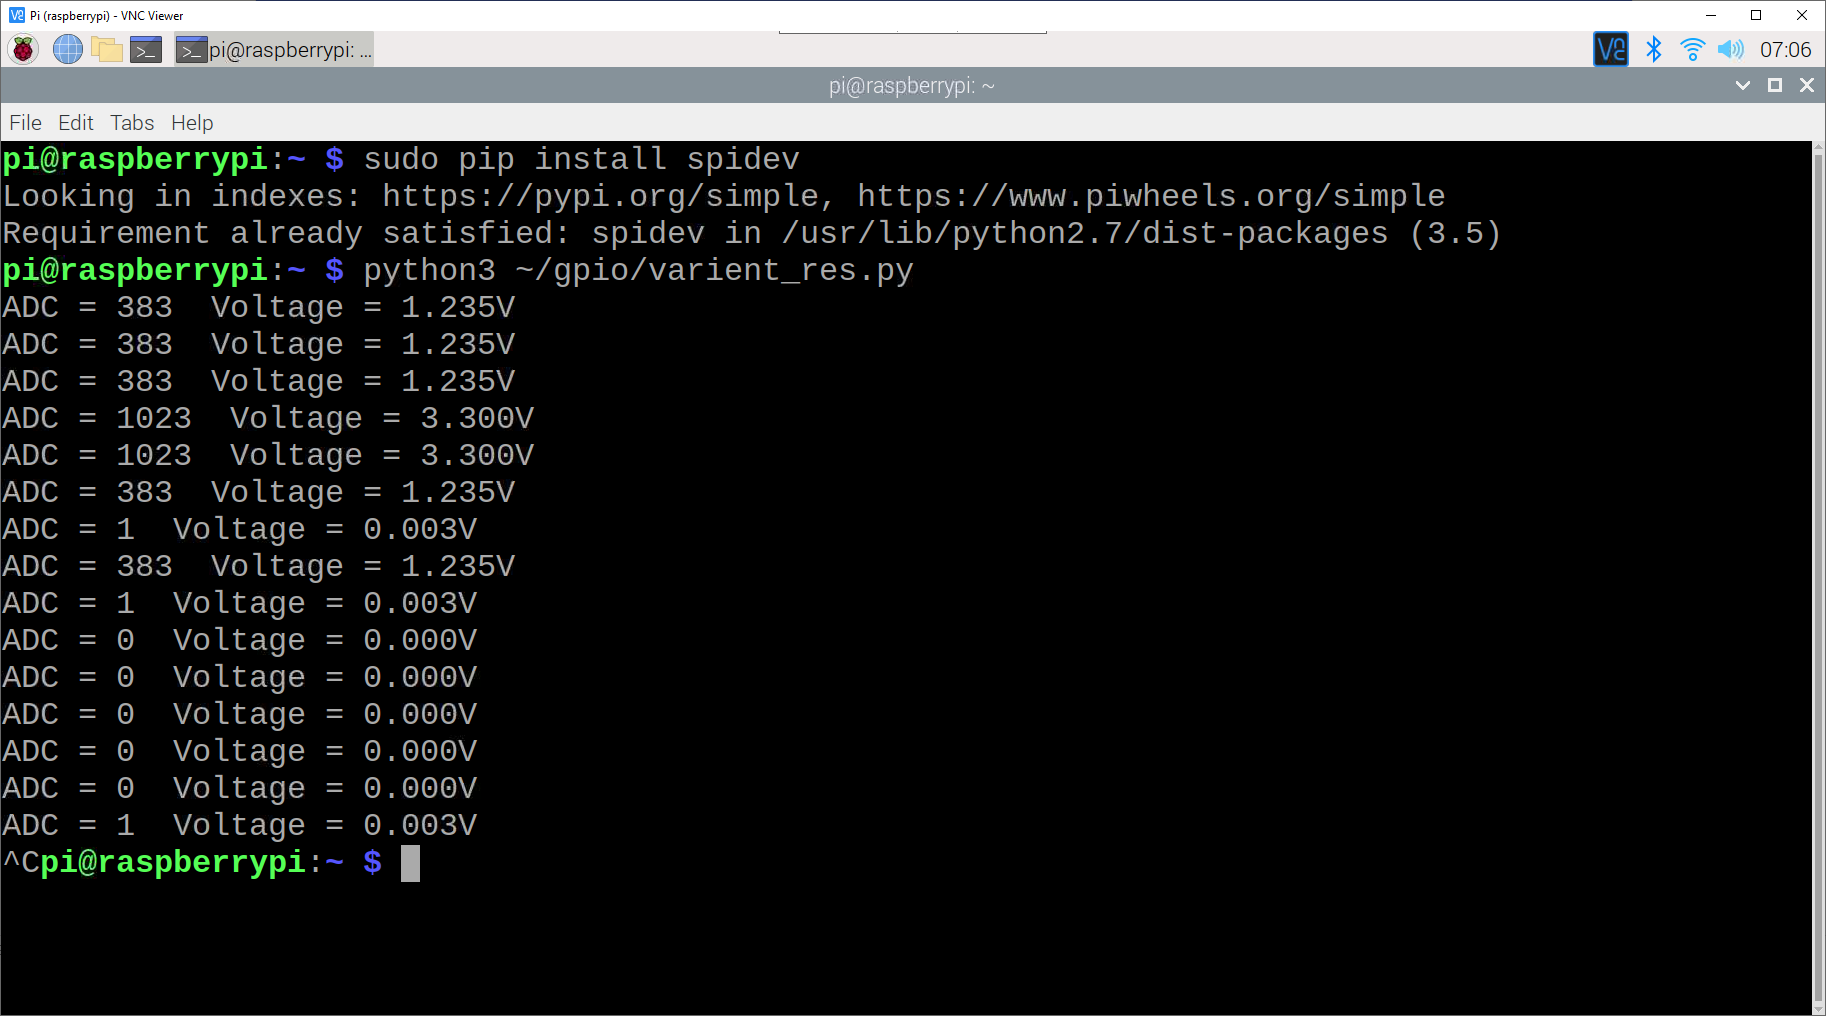 Pi (raspberrypi) - VNC Viewer
pi@raspberrypi: ...
07:06
pi@raspberrypi: ~
File Edit Tabs Help
pi@raspberrypi:~ $ sudo pip install spidev
Looking in indexes: https://pypi.org/simple, https://www.piwheels.org/simple
Requirement already satisfied: spidev in /usr/lib/python2.7/dist-packages (3.5)
pi@raspberrypi:~ $ python3 ~/gpio/varient_res.py
ADC = 383  Voltage = 1.235V
ADC = 383  Voltage = 1.235V
ADC = 383  Voltage = 1.235V
ADC = 1023  Voltage = 3.300V
ADC = 1023  Voltage = 3.300V
ADC = 383  Voltage = 1.235V
ADC = 1  Voltage = 0.003V
ADC = 383  Voltage = 1.235V
ADC = 1  Voltage = 0.003V
ADC = 0  Voltage = 0.000V
ADC = 0  Voltage = 0.000V
ADC = 0  Voltage = 0.000V
ADC = 0  Voltage = 0.000V
ADC = 0  Voltage = 0.000V
ADC = 1  Voltage = 0.003V
^Cpi@raspberrypi:~ $